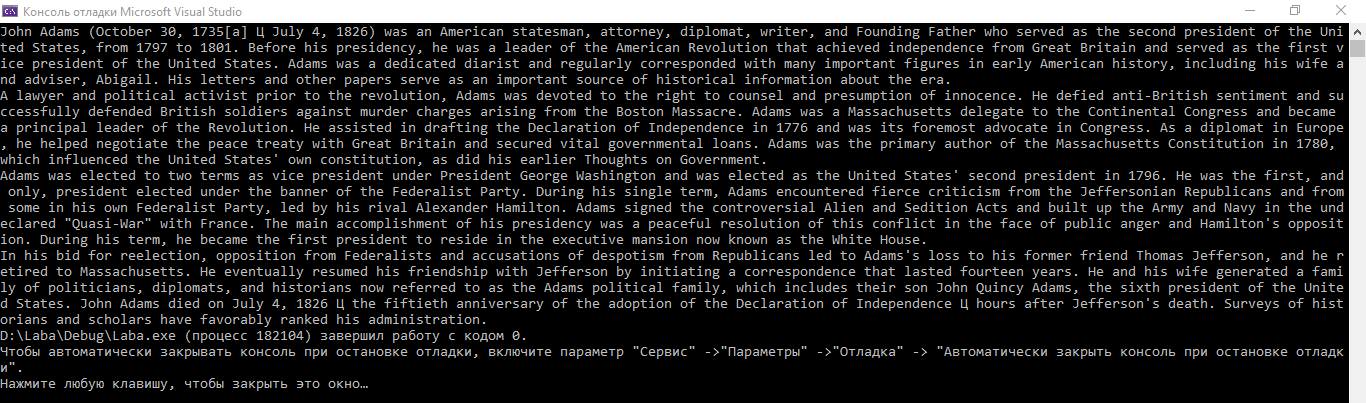 Консоль отладки Microsoft Visual Studio
John Adams (October 30, 1735[a] Ц July 4, 1826) was an American statesman, attorney, diplomat, writer, and Founding Father who served as the second president of the Uni
ted States, from 1797 to 1801. Before his presidency, he was a leader of the American Revolution that achieved independence from Great Britain and served as the first v
ice president of the United States. Adams was a dedicated diarist and regularly corresponded with many important figures in early American history, including his wife a
nd adviser, Abigail. His letters and other papers serve as an important source of historical information about the era.
A lawyer and political activist prior to the revolution, Adams was devoted to the right to counsel and presumption of innocence. He defied anti-British sentiment and su
ccessfully defended British soldiers against murder charges arising from the Boston Massacre. Adams was a Massachusetts delegate to the Continental Congress and became
a principal leader of the Revolution. He assisted in drafting the Declaration of Independence in 1776 and was its foremost advocate in Congress. As a diplomat in Europe
, he helped negotiate the peace treaty with Great Britain and secured vital governmental loans. Adams was the primary author of the Massachusetts Constitution in 1780,
which influenced the United States' own constitution, as did his earlier Thoughts on Government.
Adams was elected to two terms as vice president under President George Washington and was elected as the United States' second president in 1796. He was the first, and
only, president elected under the banner of the Federalist Party. During his single term, Adams encountered fierce criticism from the Jeffersonian Republicans and from
some in his own Federalist Party, led by his rival Alexander Hamilton. Adams signed the controversial Alien and Sedition Acts and built up the Army and Navy in the und
eclared "Quasi-War" with France. The main accomplishment of his presidency was a peaceful resolution of this conflict in the face of public anger and Hamilton's opposit
ion. During his term, he became the first president to reside in the executive mansion now known as the White House.
In his bid for reelection, opposition from Federalists and accusations of despotism from Republicans led to Adams's loss to his former friend Thomas Jefferson, and he r
etired to Massachusetts. He eventually resumed his friendship with Jefferson by initiating a correspondence that lasted fourteen years. He and his wife generated a fami
ly of politicians, diplomats, and historians now referred to as the Adams political family, which includes their son John Quincy Adams, the sixth president of the Unite
d States. John Adams died on July 4, 1826 Ц the fiftieth anniversary of the adoption of the Declaration of Independence Ц hours after Jefferson's death. Surveys of hist
orians and scholars have favorably ranked his administration.
D:\Laba\Debug\Laba.exe (процесс 182104) завершил работу с кодом 0.
Чтобы автоматически закрывать консоль при остановке отладки, включите параметр "Сервис" ->"Параметры" ->"Отладка" -> "Автоматически закрыть консоль при остановке отладк
и".
Нажмите любую клавишу, чтобы закрыть это окно…